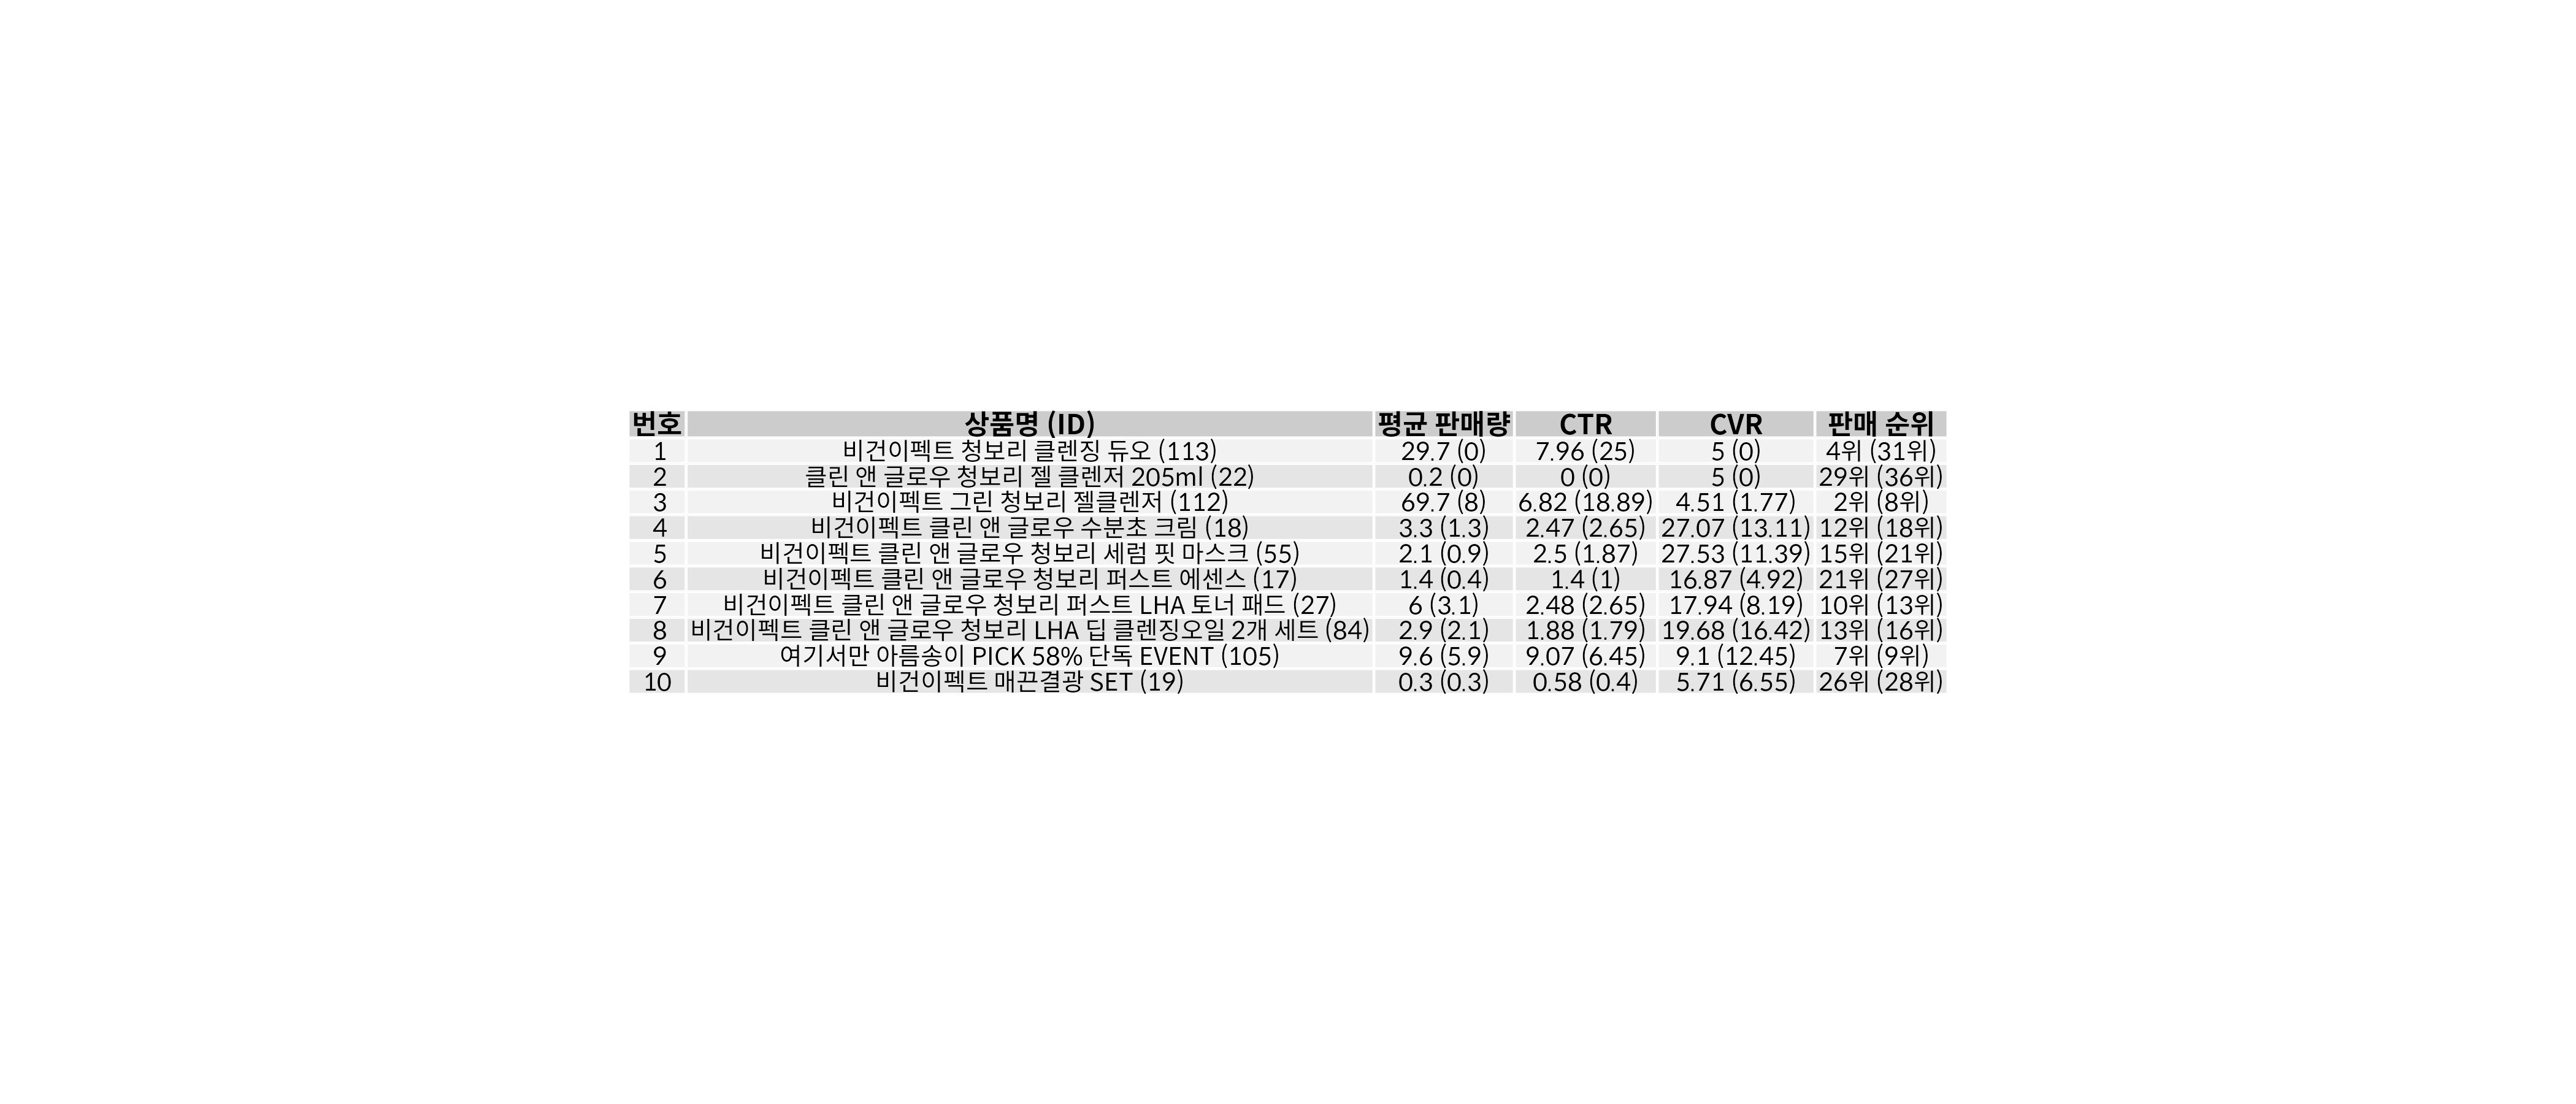 번호 상품명 (ID) 평균 판매량 CTR CVR 판매 순위
1 비건이펙트 청보리 클렌징 듀오 (113) 29.7 (0) 7.96 (25) 5 (0) 4위 (31위)
2 클린 앤 글로우 청보리 젤 클렌저 205ml (22) 0.2 (0) 0 (0) 5 (0) 29위 (36위)
3 비건이펙트 그린 청보리 젤클렌저 (112) 69.7 (8) 6.82 (18.89) 4.51 (1.77) 2위 (8위)
4 비건이펙트 클린 앤 글로우 수분초 크림 (18) 3.3 (1.3) 2.47 (2.65) 27.07 (13.11) 12위 (18위)
5 비건이펙트 클린 앤 글로우 청보리 세럼 핏 마스크 (55) 2.1 (0.9) 2.5 (1.87) 27.53 (11.39) 15위 (21위)
6 비건이펙트 클린 앤 글로우 청보리 퍼스트 에센스 (17) 1.4 (0.4) 1.4 (1) 16.87 (4.92) 21위 (27위)
7 비건이펙트 클린 앤 글로우 청보리 퍼스트 LHA 토너 패드 (27) 6 (3.1) 2.48 (2.65) 17.94 (8.19) 10위 (13위)
8 비건이펙트 클린 앤 글로우 청보리 LHA 딥 클렌징오일 2개 세트 (84) 2.9 (2.1) 1.88 (1.79) 19.68 (16.42) 13위 (16위)
9 여기서만 아름송이 PICK 58% 단독 EVENT (105) 9.6 (5.9) 9.07 (6.45) 9.1 (12.45) 7위 (9위)
10 비건이펙트 매끈결광 SET (19) 0.3 (0.3) 0.58 (0.4) 5.71 (6.55) 26위 (28위)